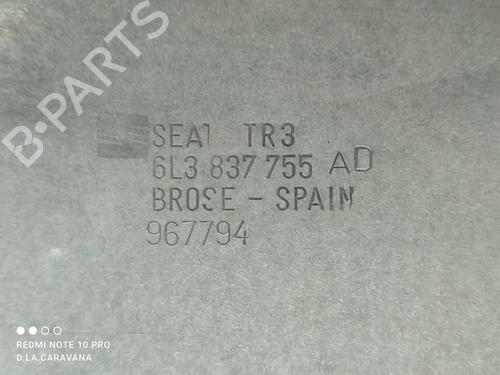 B-PARTS
SEAT TR3
6L3 837 755 AD
BROSE - SPAIN
967794
REDMI NOTE 10 PRO
D.LA.CARAVANA